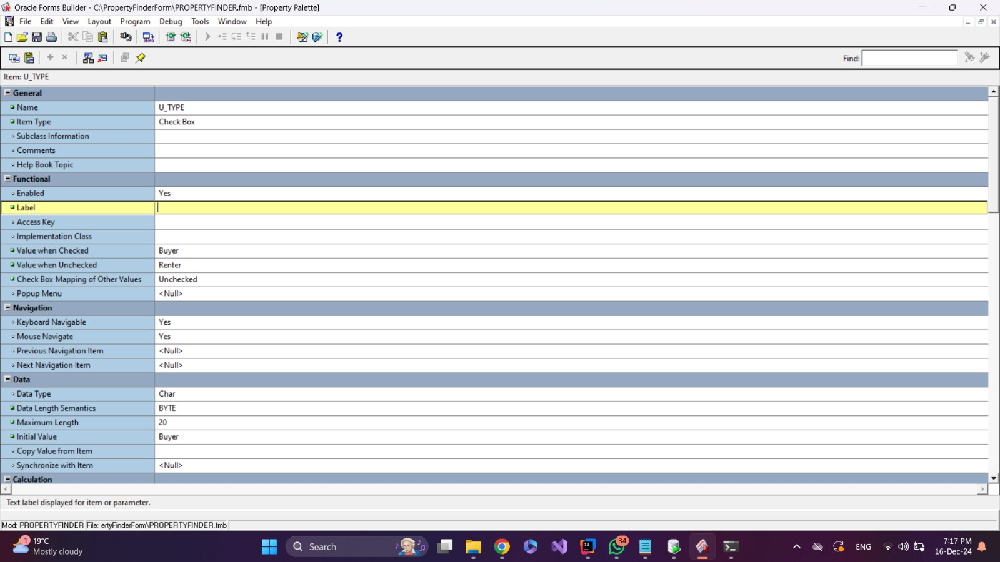 Oracle Forms Builder - C:\PropertyFinderForm\PROPERTYFINDER.fmb - [Property Palette]
File Edit View Layout Program Debug Tools Window Help
Find:
Item: U_TYPE
General
Name U_TYPE
Item Type Check Box
Subclass Information
Comments
Help Book Topic
Functional
Enabled Yes
Label
Access Key
Implementation Class
Value when Checked Buyer
Value when Unchecked Renter
Check Box Mapping of Other Values Unchecked
Popup Menu <Null>
Navigation
Keyboard Navigable Yes
Mouse Navigate Yes
Previous Navigation Item <Null>
Next Navigation Item <Null>
Data
Data Type Char
Data Length Semantics BYTE
Maximum Length 20
Initial Value Buyer
Copy Value from Item
Synchronize with Item <Null>
Calculation
Text label displayed for item or parameter.
Mod: PROPERTYFINDER File: ertyFinderForm\PROPERTYFINDER.fmb
1 19°C
Mostly cloudy
Search
34
ENG
7:17 PM
16-Dec-24